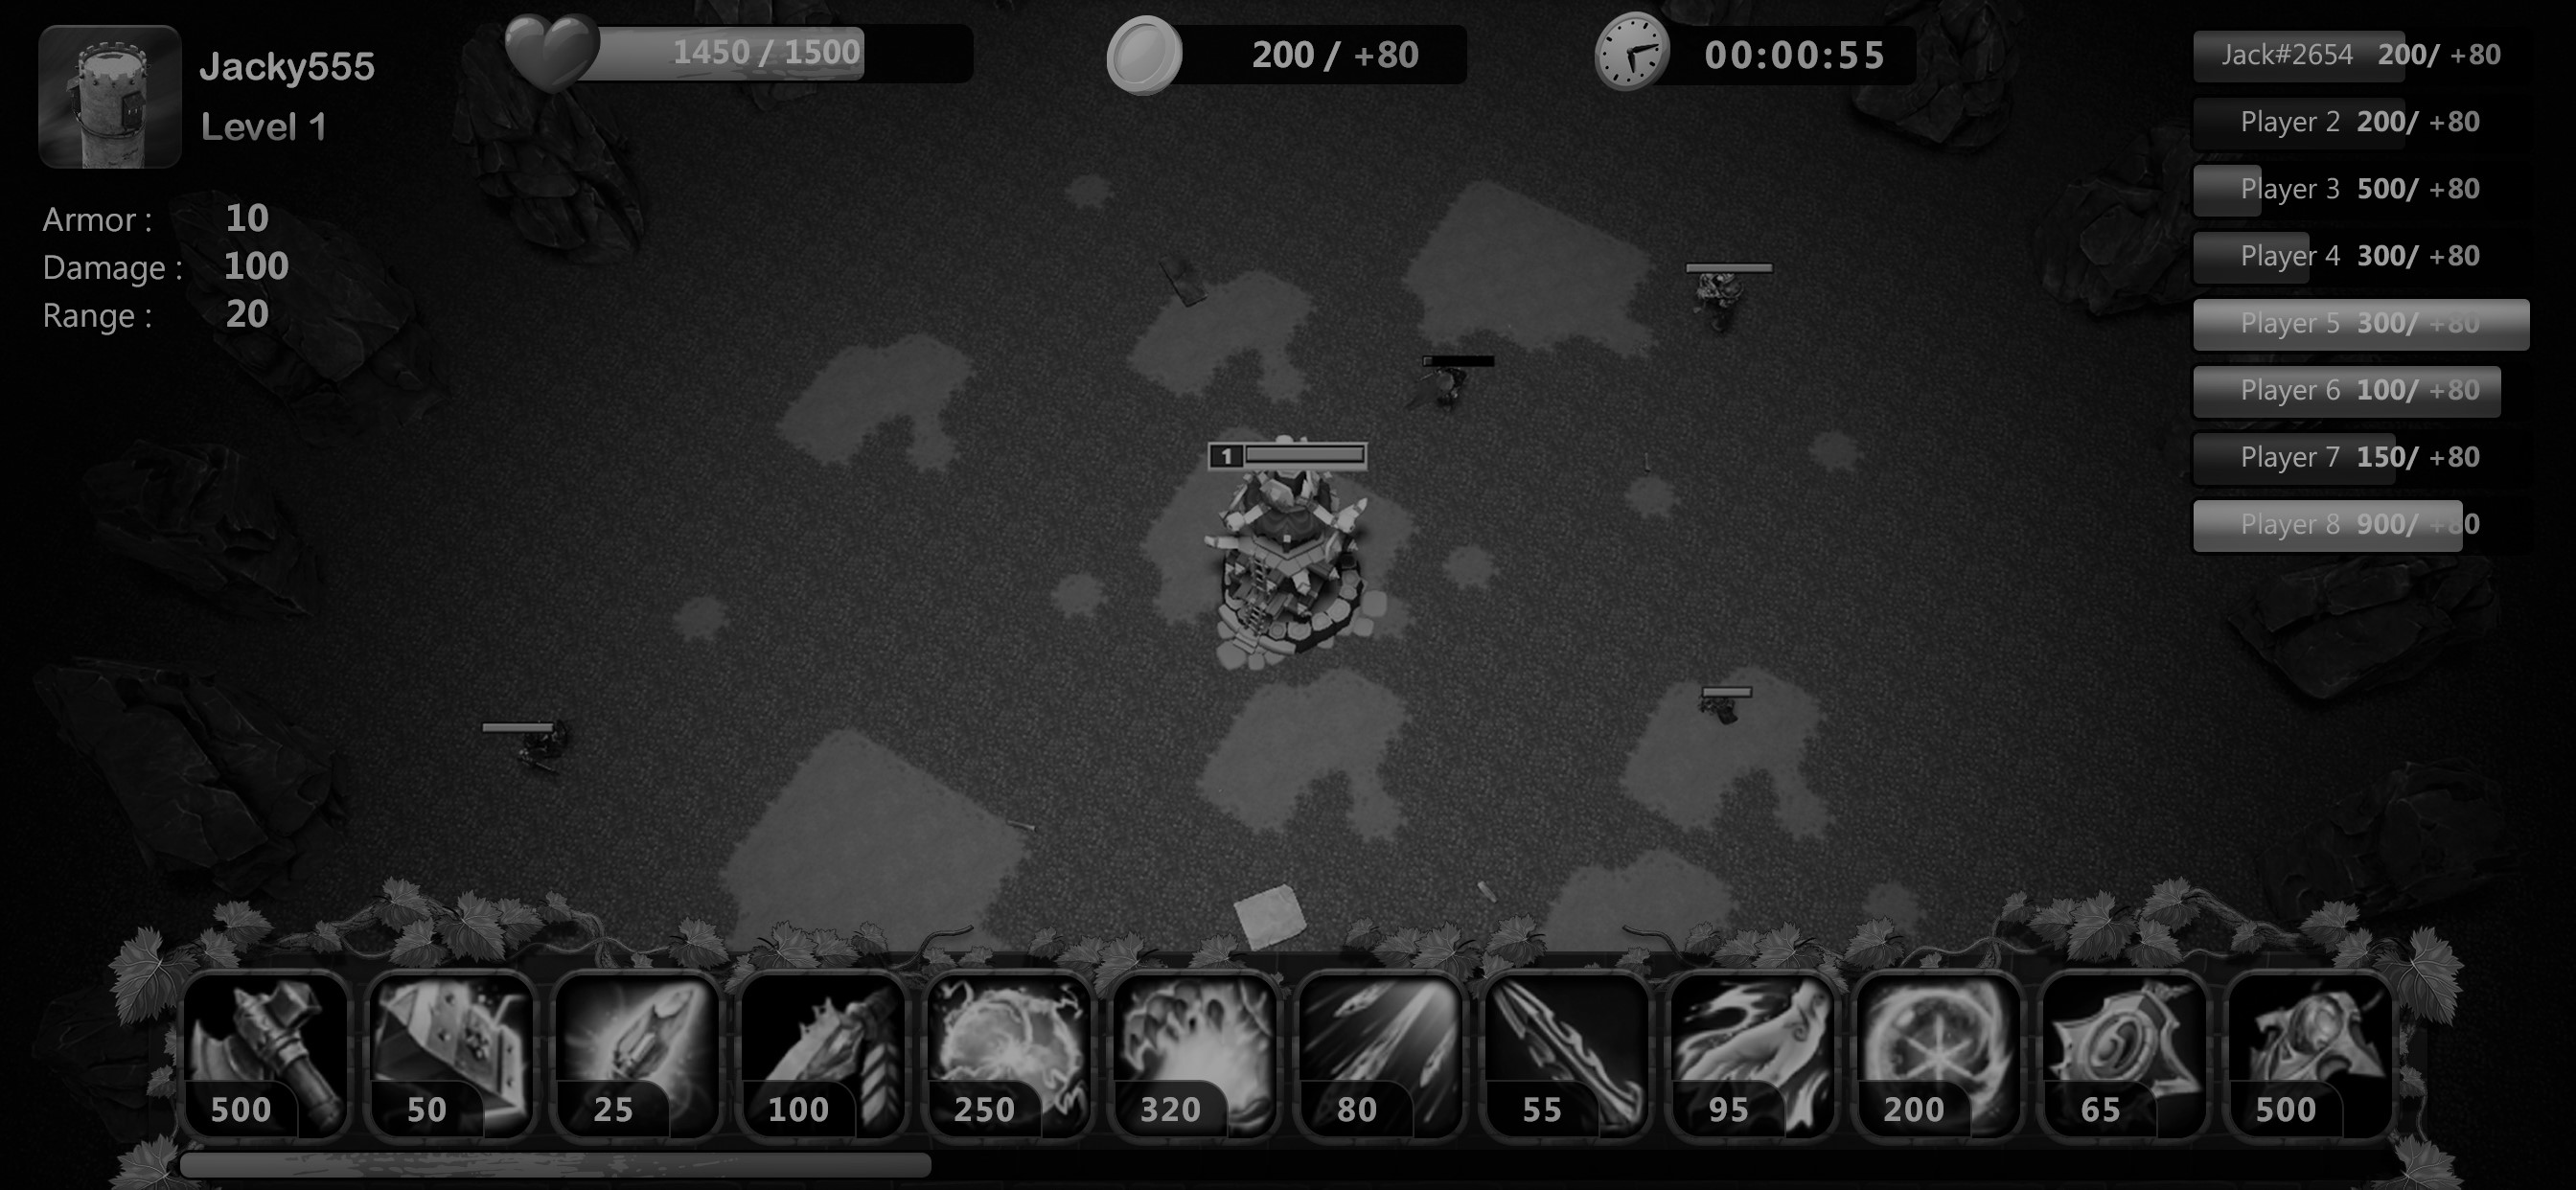 Jacky555
Level 1
1450 / 1500
200 / +80
00:00:55
Armor : 10
Damage : 100
Range : 20
Jack#2654 200/ +80
Player 2 200/ +80
Player 3 500/ +80
Player 4 300/ +80
Player 5 300/ +80
Player 6 100/ +80
Player 7 150/ +80
Player 8 900/ +80
1
500
50
25
100
250
320
80
55
95
200
65
500